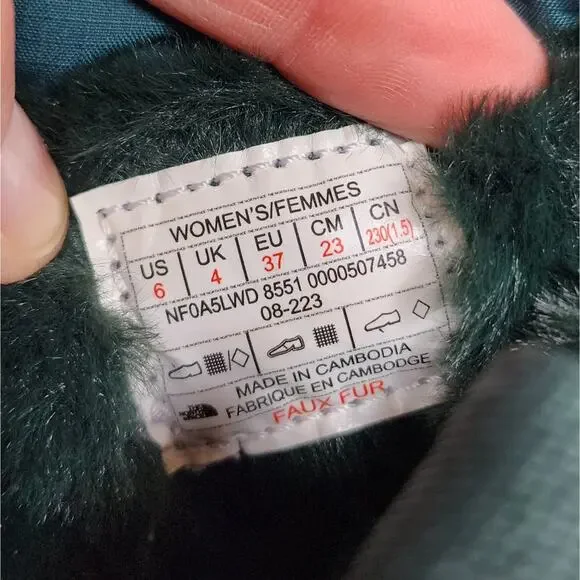 WOMEN'S/FEMMES
US UK EU CM CN
6 4 37 23 230(1.5)
NF0A5LWD 8551 0000507458
08-223
MADE IN CAMBODIA
FABRIQUE EN CAMBODGE
FAUX FUR